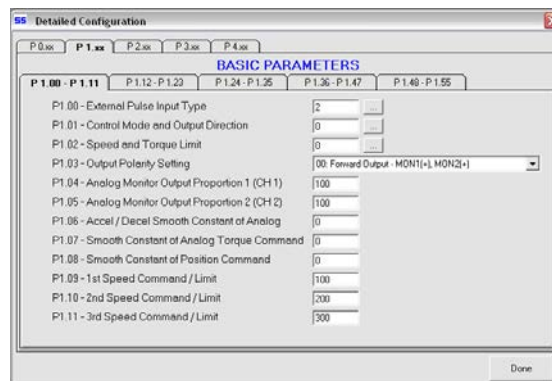 SS Detailed Configuration
P 0.xx P 1.xx P 2.xx P 3.xx P 4.xx
BASIC PARAMETERS
P 1.00 - P 1.11 P 1.12 - P 1.23 P 1.24 - P 1.35 P 1.36 - P 1.47 P 1.48 - P 1.55
P1.00 - External Pulse Input Type 2 ...
P1.01 - Control Mode and Output Direction 0 ...
P1.02 - Speed and Torque Limit 0 ...
P1.03 - Output Polarity Setting 00: Forward Output - MON1(+), MON2(+)
P1.04 - Analog Monitor Output Proportion 1 (CH 1) 100
P1.05 - Analog Monitor Output Proportion 2 (CH 2) 100
P1.06 - Accel / Decel Smooth Constant of Analog 0
P1.07 - Smooth Constant of Analog Torque Command 0
P1.08 - Smooth Constant of Position Command 0
P1.09 - 1st Speed Command / Limit 100
P1.10 - 2nd Speed Command / Limit 200
P1.11 - 3rd Speed Command / Limit 300
Done